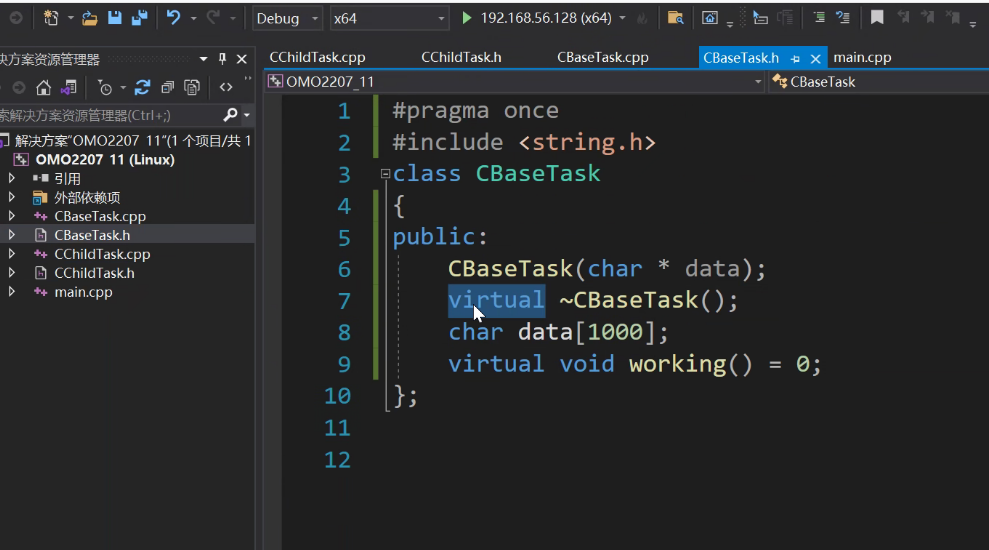 Debug x64 192.168.56.128 (x64)
决方案资源管理器
CChildTask.cpp CChildTask.h CBaseTask.cpp CBaseTask.h main.cpp
OMO2207_11 CBaseTask
索解决方案资源管理器(Ctrl+;)
解决方案"OMO2207_11"(1 个项目/共 1
OMO2207_11 (Linux)
引用
外部依赖项
CBaseTask.cpp
CBaseTask.h
CChildTask.cpp
CChildTask.h
main.cpp
1 #pragma once
2 #include <string.h>
3 class CBaseTask
4 {
5 public:
6 CBaseTask(char * data);
7 virtual ~CBaseTask();
8 char data[1000];
9 virtual void working() = 0;
10 };
11
12